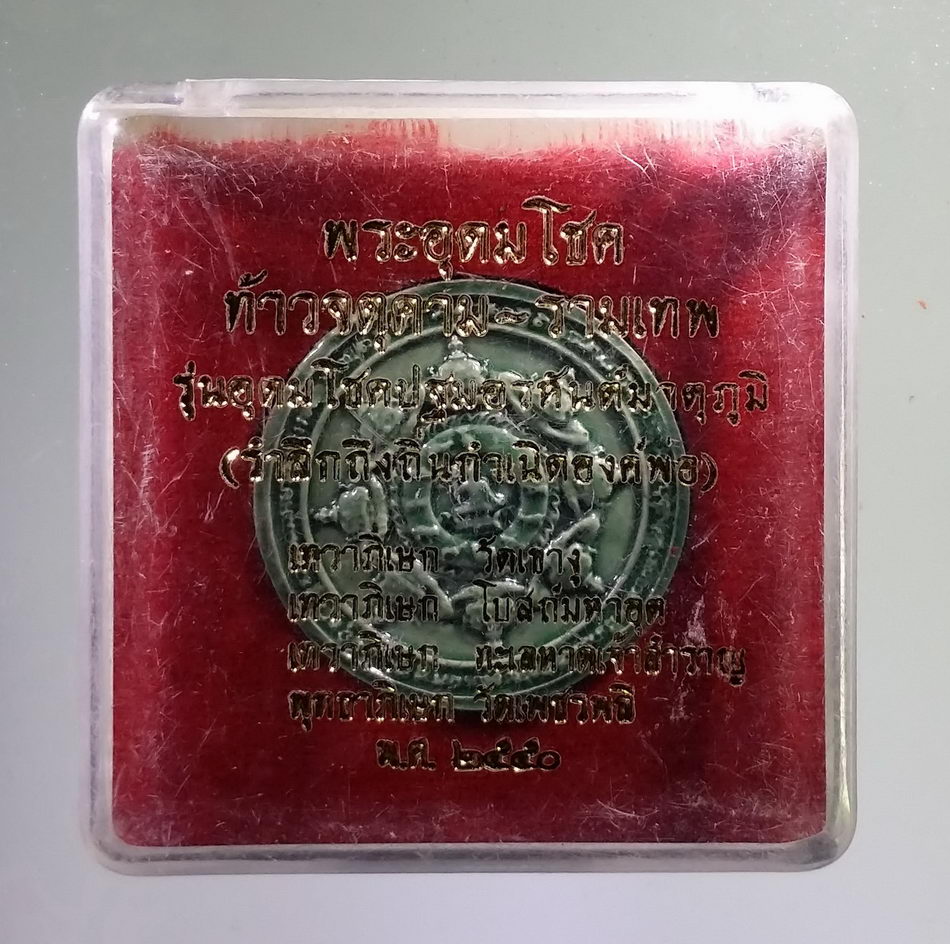 พระอุดมโชค
ท้าวจตุคาม - รามเทพ
รุ่นอุดมโชคปฐมอรหันต์มาตุภูมิ
(รำลึกถึงถิ่นกำเนิดองค์พ่อ)
เทวาภิเษก วัดเขางู
เทวาภิเษก โบสถ์มหาอุต
เทวาภิเษก ทะเลหาดเจ้าสำราญ
พุทธาภิเษก วัดเพชรพลี
พ.ศ. ๒๕๕๐